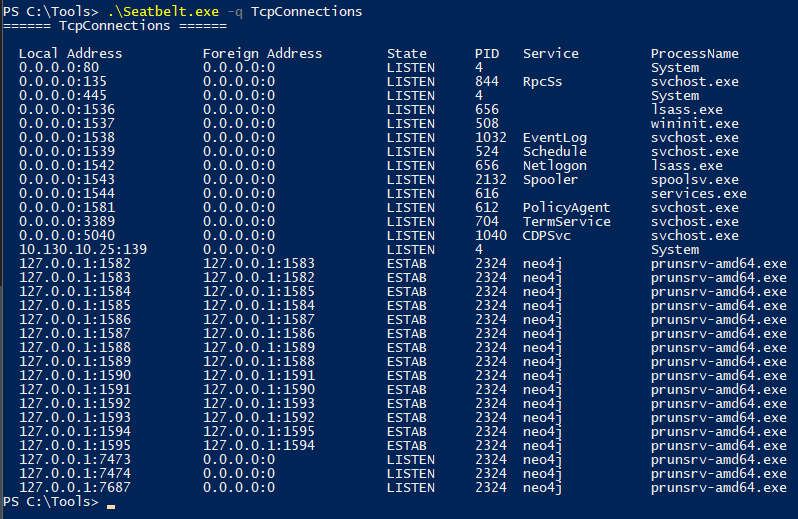 PS C:\Tools> .\Seatbelt.exe -q TcpConnections
====== TcpConnections ======
Local Address Foreign Address State PID Service ProcessName
0.0.0.0:80 0.0.0.0:0 LISTEN 4 System
0.0.0.0:135 0.0.0.0:0 LISTEN 844 RpcSs svchost.exe
0.0.0.0:445 0.0.0.0:0 LISTEN 4 System
0.0.0.0:1536 0.0.0.0:0 LISTEN 656 lsass.exe
0.0.0.0:1537 0.0.0.0:0 LISTEN 508 wininit.exe
0.0.0.0:1538 0.0.0.0:0 LISTEN 1032 EventLog svchost.exe
0.0.0.0:1539 0.0.0.0:0 LISTEN 524 Schedule svchost.exe
0.0.0.0:1542 0.0.0.0:0 LISTEN 656 Netlogon lsass.exe
0.0.0.0:1543 0.0.0.0:0 LISTEN 2132 Spooler spoolsv.exe
0.0.0.0:1544 0.0.0.0:0 LISTEN 616 services.exe
0.0.0.0:1581 0.0.0.0:0 LISTEN 612 PolicyAgent svchost.exe
0.0.0.0:3389 0.0.0.0:0 LISTEN 704 TermService svchost.exe
0.0.0.0:5040 0.0.0.0:0 LISTEN 1040 CDPSvc svchost.exe
10.130.10.25:139 0.0.0.0:0 LISTEN 4 System
127.0.0.1:1582 127.0.0.1:1583 ESTAB 2324 neo4j prunsrv-amd64.exe
127.0.0.1:1583 127.0.0.1:1582 ESTAB 2324 neo4j prunsrv-amd64.exe
127.0.0.1:1584 127.0.0.1:1585 ESTAB 2324 neo4j prunsrv-amd64.exe
127.0.0.1:1585 127.0.0.1:1584 ESTAB 2324 neo4j prunsrv-amd64.exe
127.0.0.1:1586 127.0.0.1:1587 ESTAB 2324 neo4j prunsrv-amd64.exe
127.0.0.1:1587 127.0.0.1:1586 ESTAB 2324 neo4j prunsrv-amd64.exe
127.0.0.1:1588 127.0.0.1:1589 ESTAB 2324 neo4j prunsrv-amd64.exe
127.0.0.1:1589 127.0.0.1:1588 ESTAB 2324 neo4j prunsrv-amd64.exe
127.0.0.1:1590 127.0.0.1:1591 ESTAB 2324 neo4j prunsrv-amd64.exe
127.0.0.1:1591 127.0.0.1:1590 ESTAB 2324 neo4j prunsrv-amd64.exe
127.0.0.1:1592 127.0.0.1:1593 ESTAB 2324 neo4j prunsrv-amd64.exe
127.0.0.1:1593 127.0.0.1:1592 ESTAB 2324 neo4j prunsrv-amd64.exe
127.0.0.1:1594 127.0.0.1:1595 ESTAB 2324 neo4j prunsrv-amd64.exe
127.0.0.1:1595 127.0.0.1:1594 ESTAB 2324 neo4j prunsrv-amd64.exe
127.0.0.1:7473 0.0.0.0:0 LISTEN 2324 neo4j prunsrv-amd64.exe
127.0.0.1:7474 0.0.0.0:0 LISTEN 2324 neo4j prunsrv-amd64.exe
127.0.0.1:7687 0.0.0.0:0 LISTEN 2324 neo4j prunsrv-amd64.exe
PS C:\Tools>